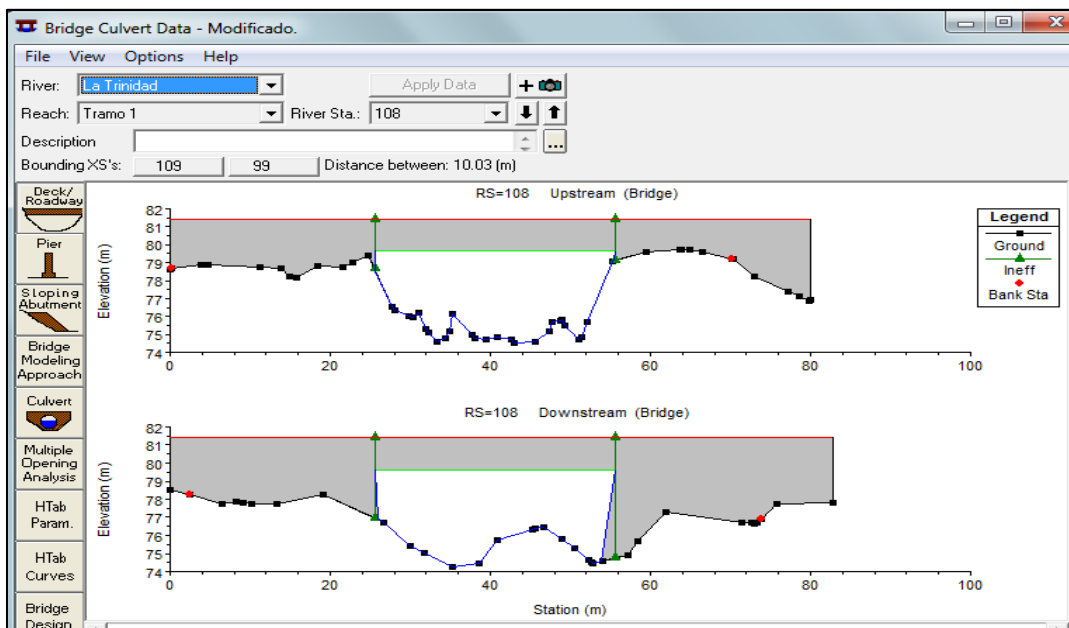 Bridge Culvert Data - Modificado.
File View Options Help
River: La Trinidad Apply Data
Reach: Tramo 1 River Sta.: 108
Description ...
Bounding XS's: 109 99 Distance between: 10.03 (m)
Deck/
Roadway
Pier
Sloping
Abutment
Bridge
Modeling
Approach
Culvert
Multiple
Opening
Analysis
HTab
Param.
HTab
Curves
Bridge
Design
RS=108 Upstream (Bridge)
Elevation (m)
82
81
80
79
78
77
76
75
74
0 20 40 60 80 100
Legend
Ground
Ineff
Bank Sta
RS=108 Downstream (Bridge)
Elevation (m)
82
81
80
79
78
77
76
75
74
0 20 40 60 80 100
Station (m)